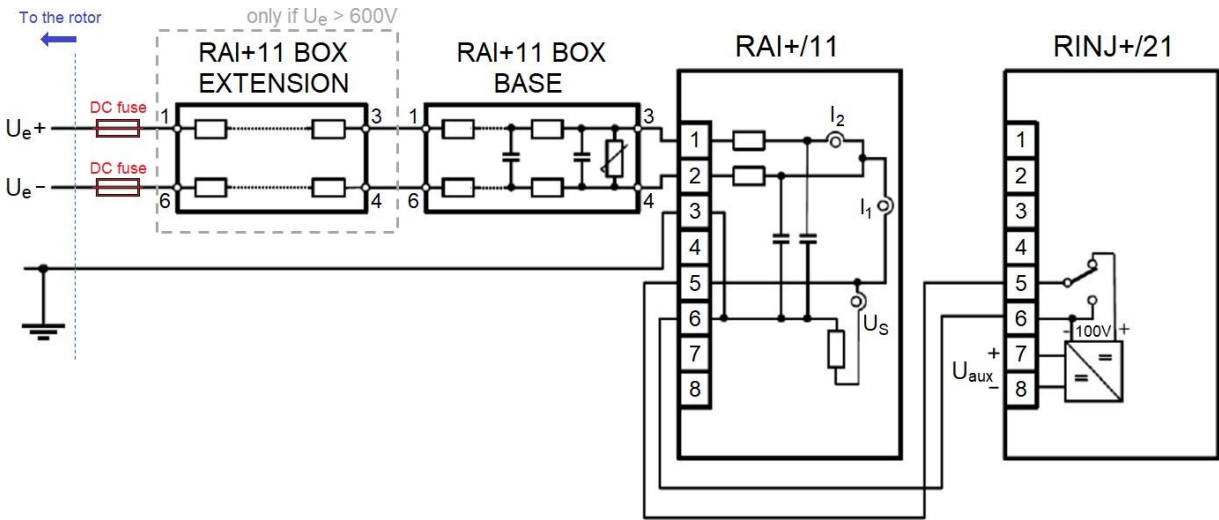 To the rotor
only if Ue > 600V
RAI+11 BOX
EXTENSION
RAI+11 BOX
BASE
RAI+/11
RINJ+/21
DC fuse
Ue+
1
3
1
3
DC fuse
Ue-
6
4
6
4
1
2
3
4
5
6
7
8
I2
I1
US
1
2
3
4
5
6
7
8
- 100V +
+
Uaux
-
=
=